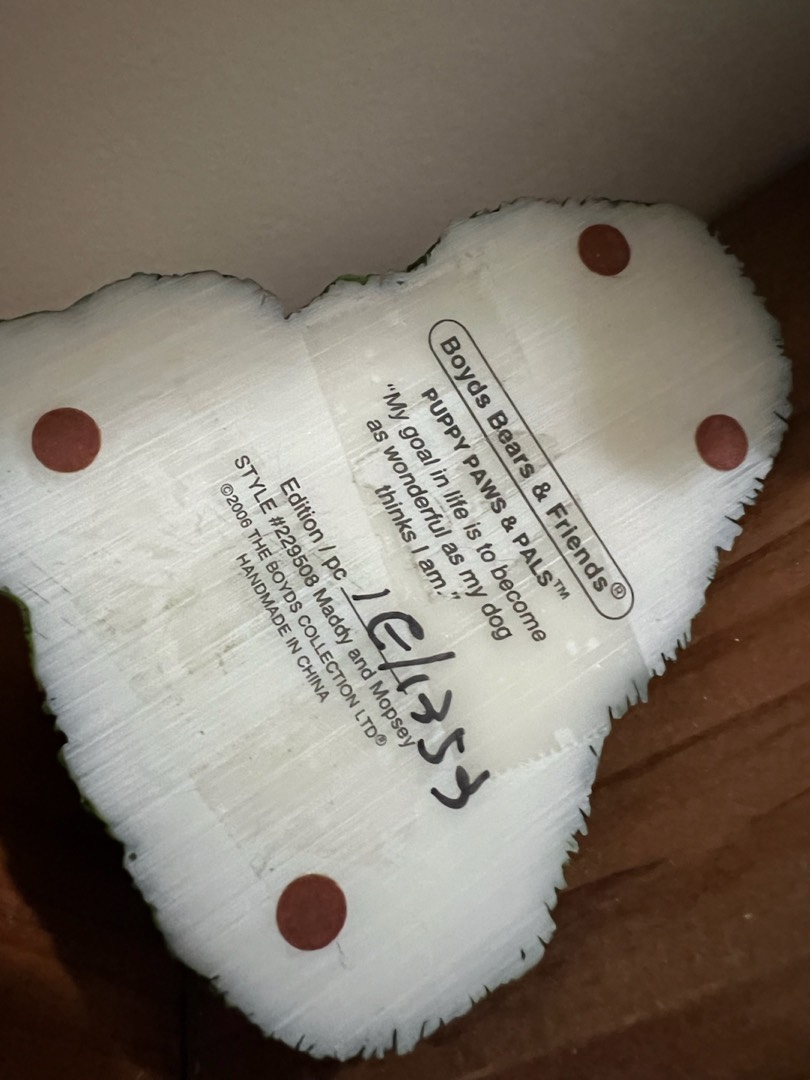 Boyds Bears & Friends®
PUPPY PAWS & PALS™
“My goal in life is to become
as wonderful as my dog
thinks I am.”
Edition / pc 1E/1353
STYLE #229508 Maddy and Mopsey
©2006 THE BOYDS COLLECTION LTD®
HANDMADE IN CHINA